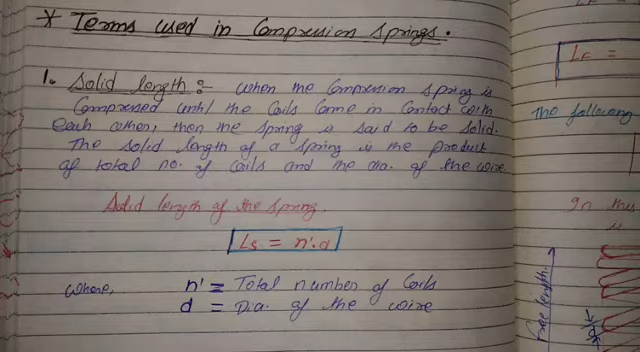 * Terms used in Compression springs.
1. Solid length :- when the Compression spring is
Compressed until the Coils Come in Contact with
each other, then the spring is said to be solid.
The solid length of a spring is the product
of total no. of coils and the dia. of the wire.
Solid length of the spring,
Ls = n'.d
where, n' = Total number of Coils
d = Dia. of the wire
LF =
The following
In this
Free length.